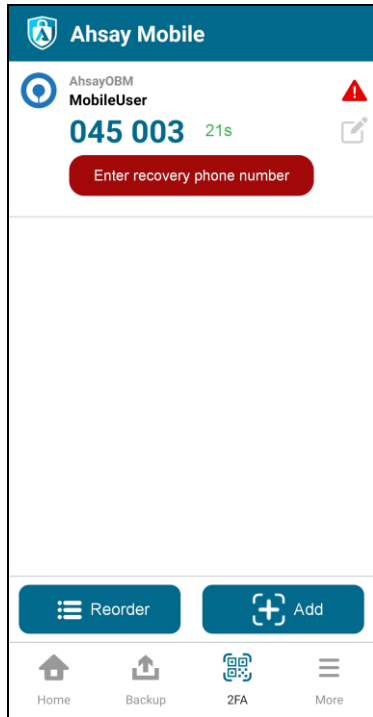 Ahsay Mobile
AhsayOBM
MobileUser
045 003 21s
Enter recovery phone number
Reorder Add
Home Backup 2FA More